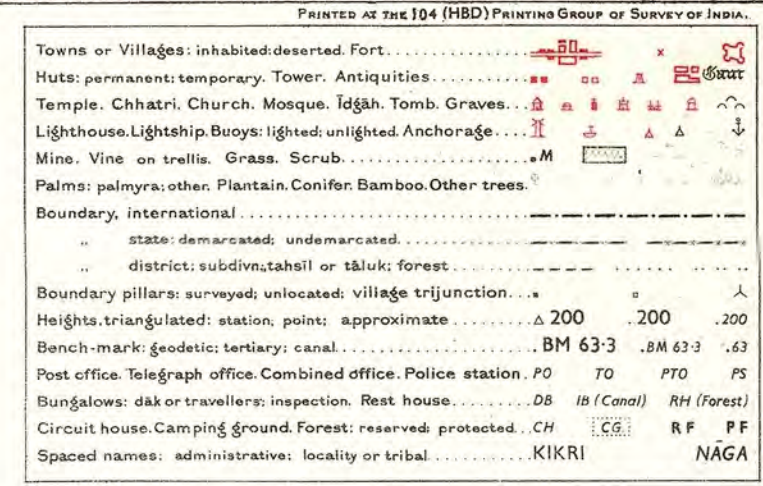 PRINTED AT THE 104 (HBD) PRINTING GROUP OF SURVEY OF INDIA.
Towns or Villages: inhabited: deserted. Fort
Huts: permanent; temporary. Tower. Antiquities Gaur
Temple. Chhatri. Church. Mosque. Īdgāh. Tomb. Graves
Lighthouse. Lightship. Buoys: lighted; unlighted. Anchorage
Mine. Vine on trellis. Grass. Scrub .M
Palms: palmyra; other. Plantain. Conifer. Bamboo. Other trees.
Boundary, international
" state: demarcated; undemarcated
" district; subdivn; tahsīl or tāluk; forest
Boundary pillars: surveyed; unlocated; village trijunction
Heights, triangulated: station; point; approximate 200 .200 .200
Bench-mark: geodetic; tertiary; canal .BM 63·3 .BM 63·3 .63
Post office. Telegraph office. Combined office. Police station. PO TO PTO PS
Bungalows: dāk or travellers'; inspection. Rest house DB IB (Canal) RH (Forest)
Circuit house. Camping ground. Forest: reserved; protected CH CG RF PF
Spaced names: administrative; locality or tribal KIKRI NĀGA